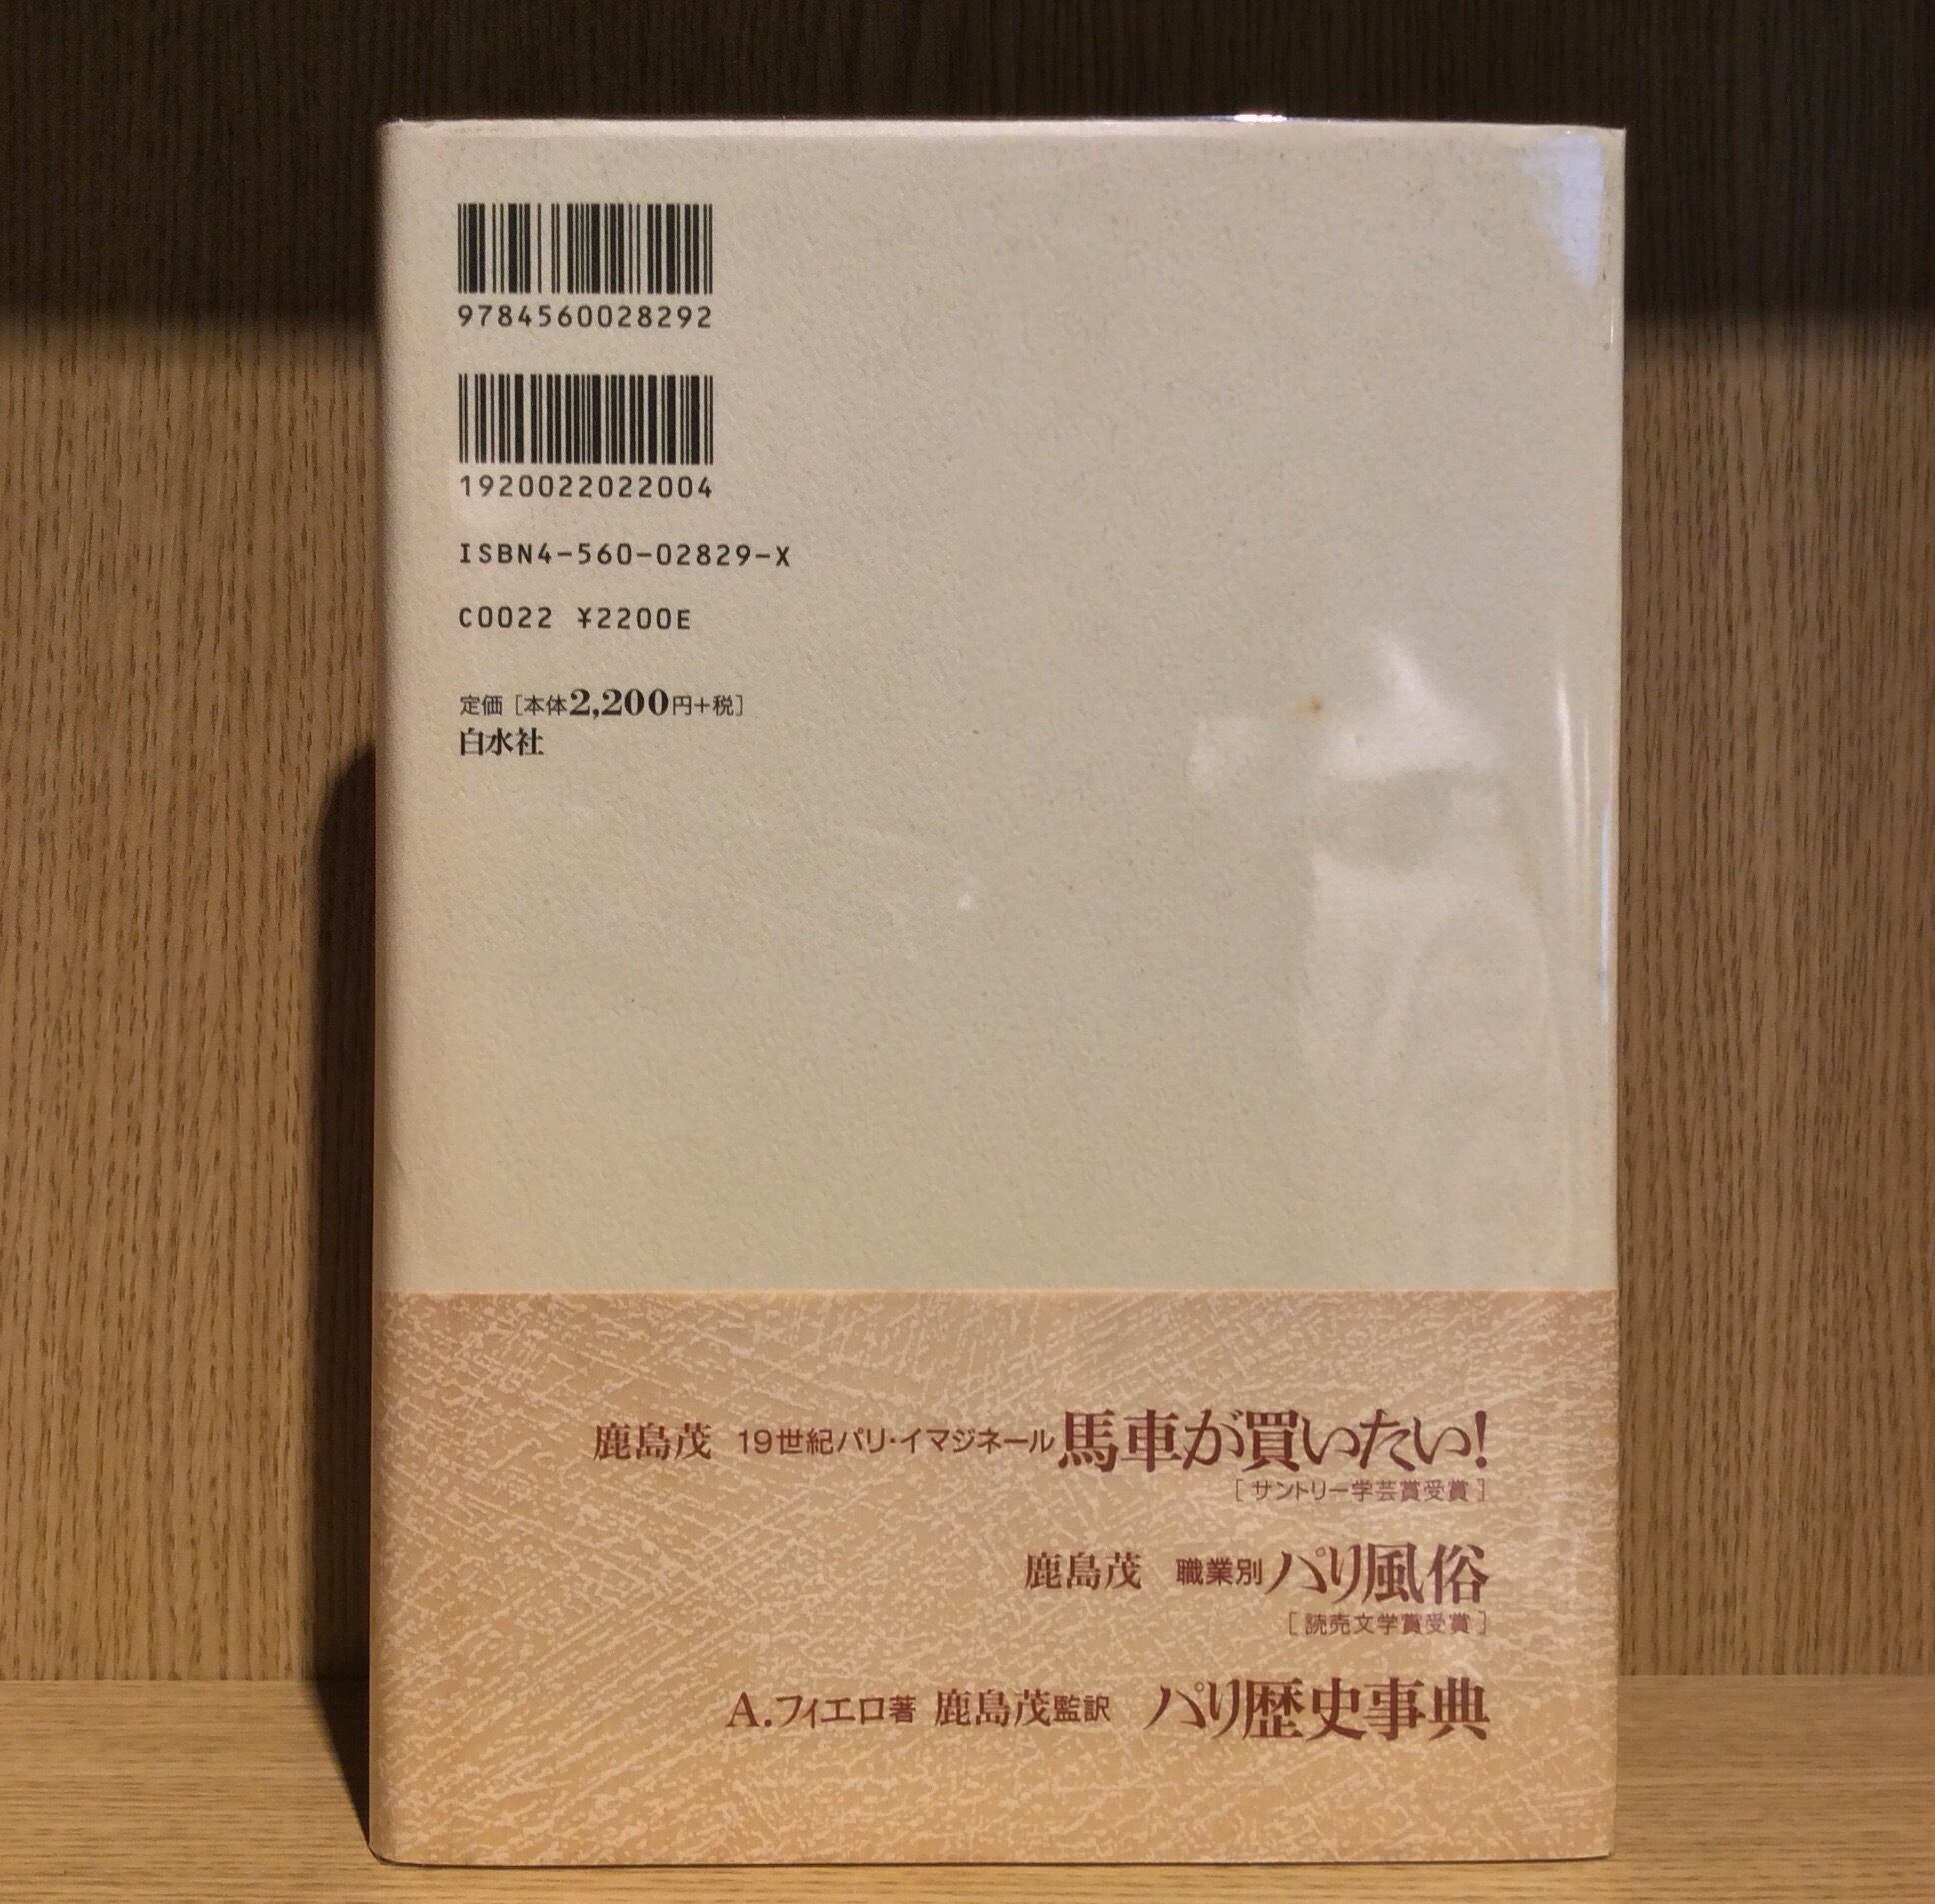 9784560028292
1920022022004
ISBN4-560-02829-X
C0022 ¥2200E
定価［本体2,200円+税］
白水社
鹿島茂 19世紀パリ・イマジネール 馬車が買いたい!
［サントリー学芸賞受賞］
鹿島茂 職業別 パリ風俗
［読売文学賞受賞］
A.フィエロ著 鹿島茂監訳 パリ歴史事典